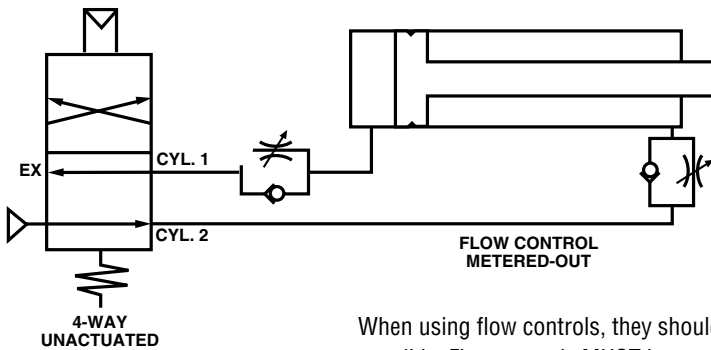 CYL. 1
EX
CYL. 2
FLOW CONTROL
METERED-OUT
4-WAY
UNACTUATED
When using flow controls, they should